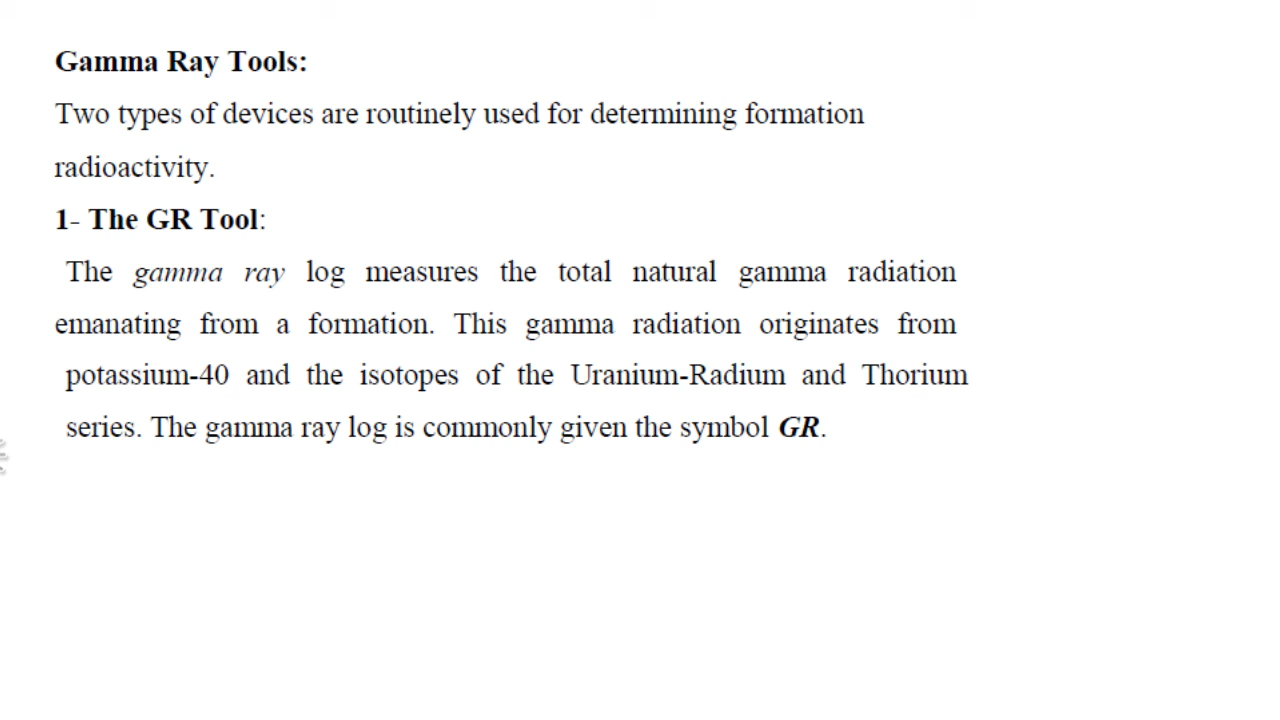 Gamma Ray Tools:
Two types of devices are routinely used for determining formation
radioactivity.
1- The GR Tool:
The gamma ray log measures the total natural gamma radiation
emanating from a formation. This gamma radiation originates from
potassium-40 and the isotopes of the Uranium-Radium and Thorium
series. The gamma ray log is commonly given the symbol GR.